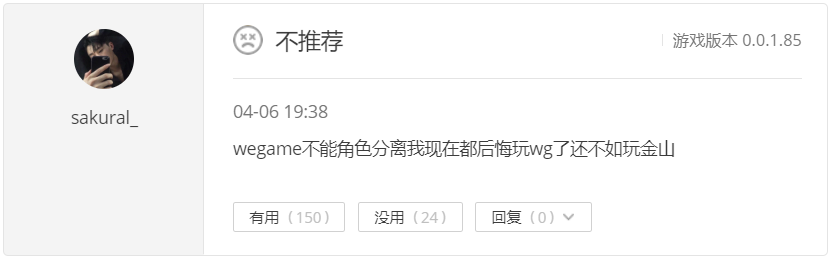 不推荐
游戏版本 0.0.1.85
sakural_
04-06 19:38
wegame不能角色分离我现在都后悔玩wg了还不如玩金山
有用 (150)
没用 (24)
回复 (0)